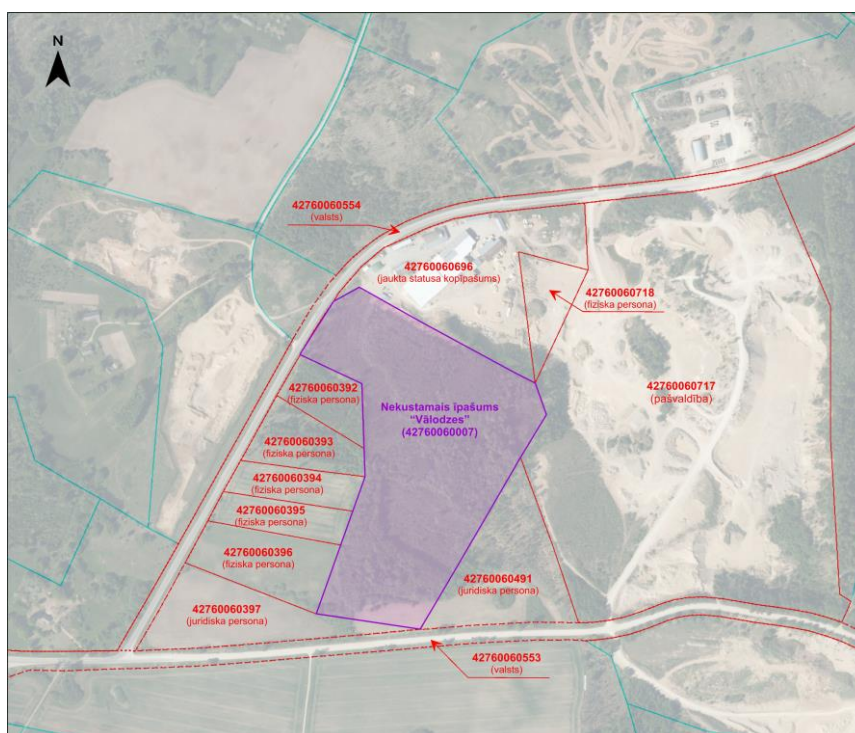 N
42760060554
(valsts)
42760060696
(jaukta statusa kopīpašums)
42760060718
(fiziska persona)
42760060392
(fiziska persona)
42760060717
(pašvaldība)
Nekustamais īpašums
“Vālodzes”
(42760060007)
42760060393
(fiziska persona)
42760060394
(fiziska persona)
42760060395
(fiziska persona)
42760060396
(fiziska persona)
42760060491
(juridiska persona)
42760060397
(juridiska persona)
42760060553
(valsts)